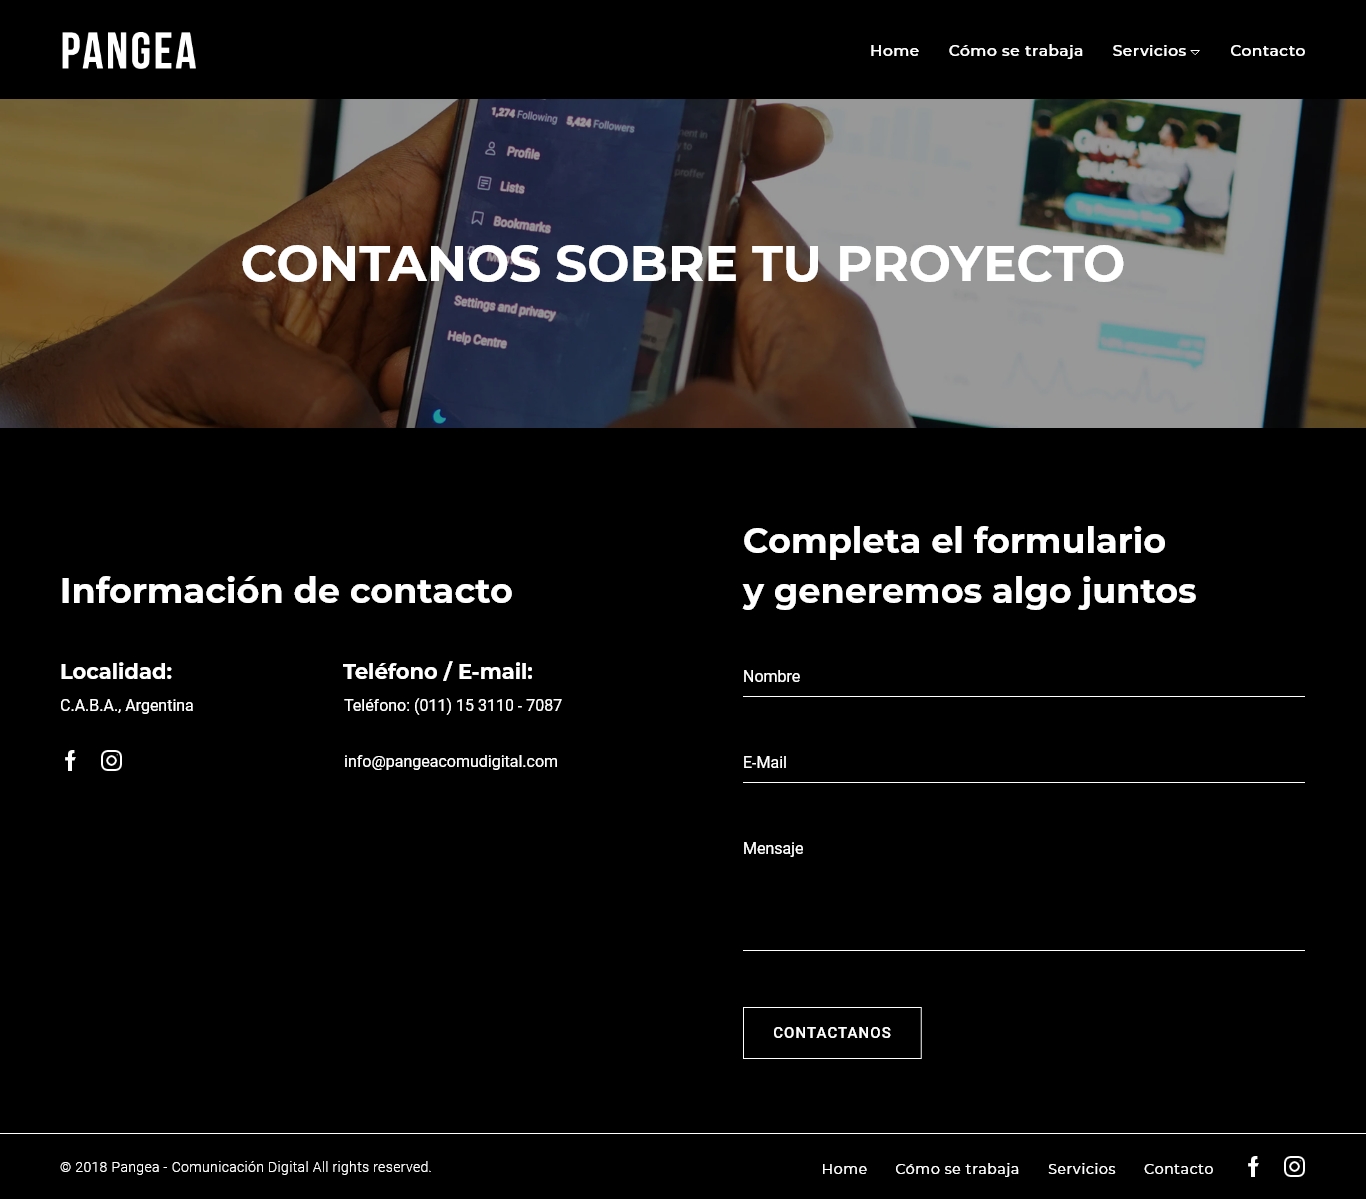 PANGEA
Home Cómo se trabaja Servicios Contacto
1,274 Following 5,424 Followers
Profile
Lists
Bookmarks
Settings and privacy
Help Centre
CONTANOS SOBRE TU PROYECTO
Información de contacto
Localidad:
C.A.B.A., Argentina
Teléfono / E-mail:
Teléfono: (011) 15 3110 - 7087
info@pangeacomudigital.com
Completa el formulario
y generemos algo juntos
Nombre
E-Mail
Mensaje
CONTACTANOS
© 2018 Pangea - Comunicación Digital All rights reserved.
Home Cómo se trabaja Servicios Contacto